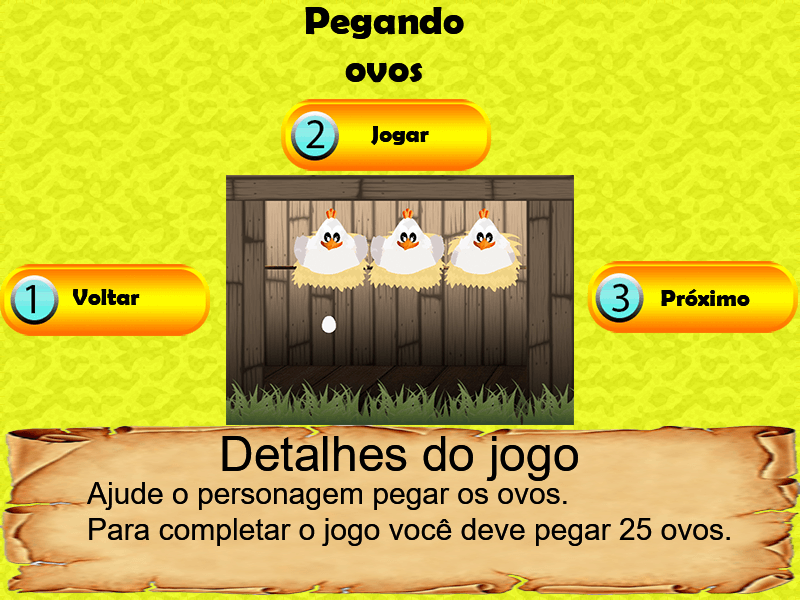 Pegando
ovos
2 Jogar
1 Voltar
3 Próximo
Detalhes do jogo
Ajude o personagem pegar os ovos.
Para completar o jogo você deve pegar 25 ovos.